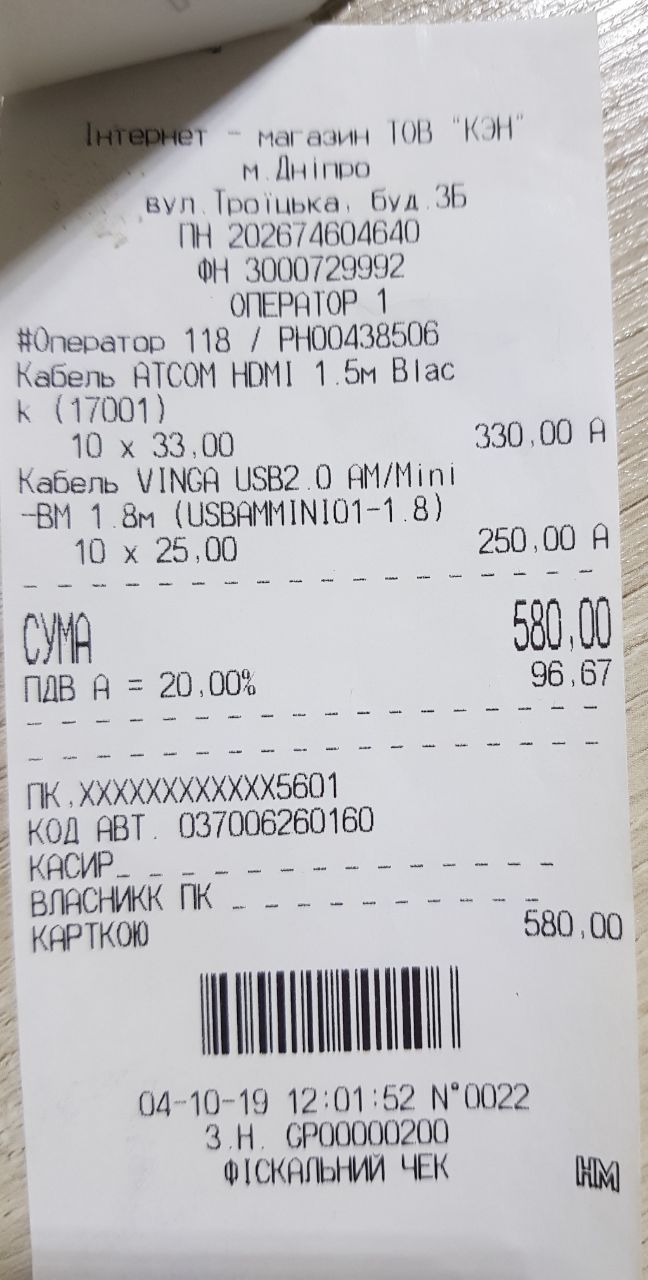 Інтернет - магазин ТОВ "КЭН"
м.Дніпро
вул.Троїцька, буд.3Б
ПН 202674604640
ФН 3000729992
ОПЕРАТОР 1
#Оператор 118 / РН00438506
Кабель ATCOM HDMI 1.5м Blac
k (17001)
10 x 33,00 330,00 А
Кабель VINGA USB2.0 AM/Mini
-BM 1.8м (USBAMMINI01-1.8)
10 x 25,00 250,00 А
СУМА 580,00
ПДВ А = 20,00% 96,67
ПК,XXXXXXXXXXXX5601
КОД АВТ. 037006260160
КАСИР
ВЛАСНИКК ПК
КАРТКОЮ 580,00
04-10-19 12:01:52 N°0022
З.Н. GP00000200
ФІСКАЛЬНИЙ ЧЕК НМ